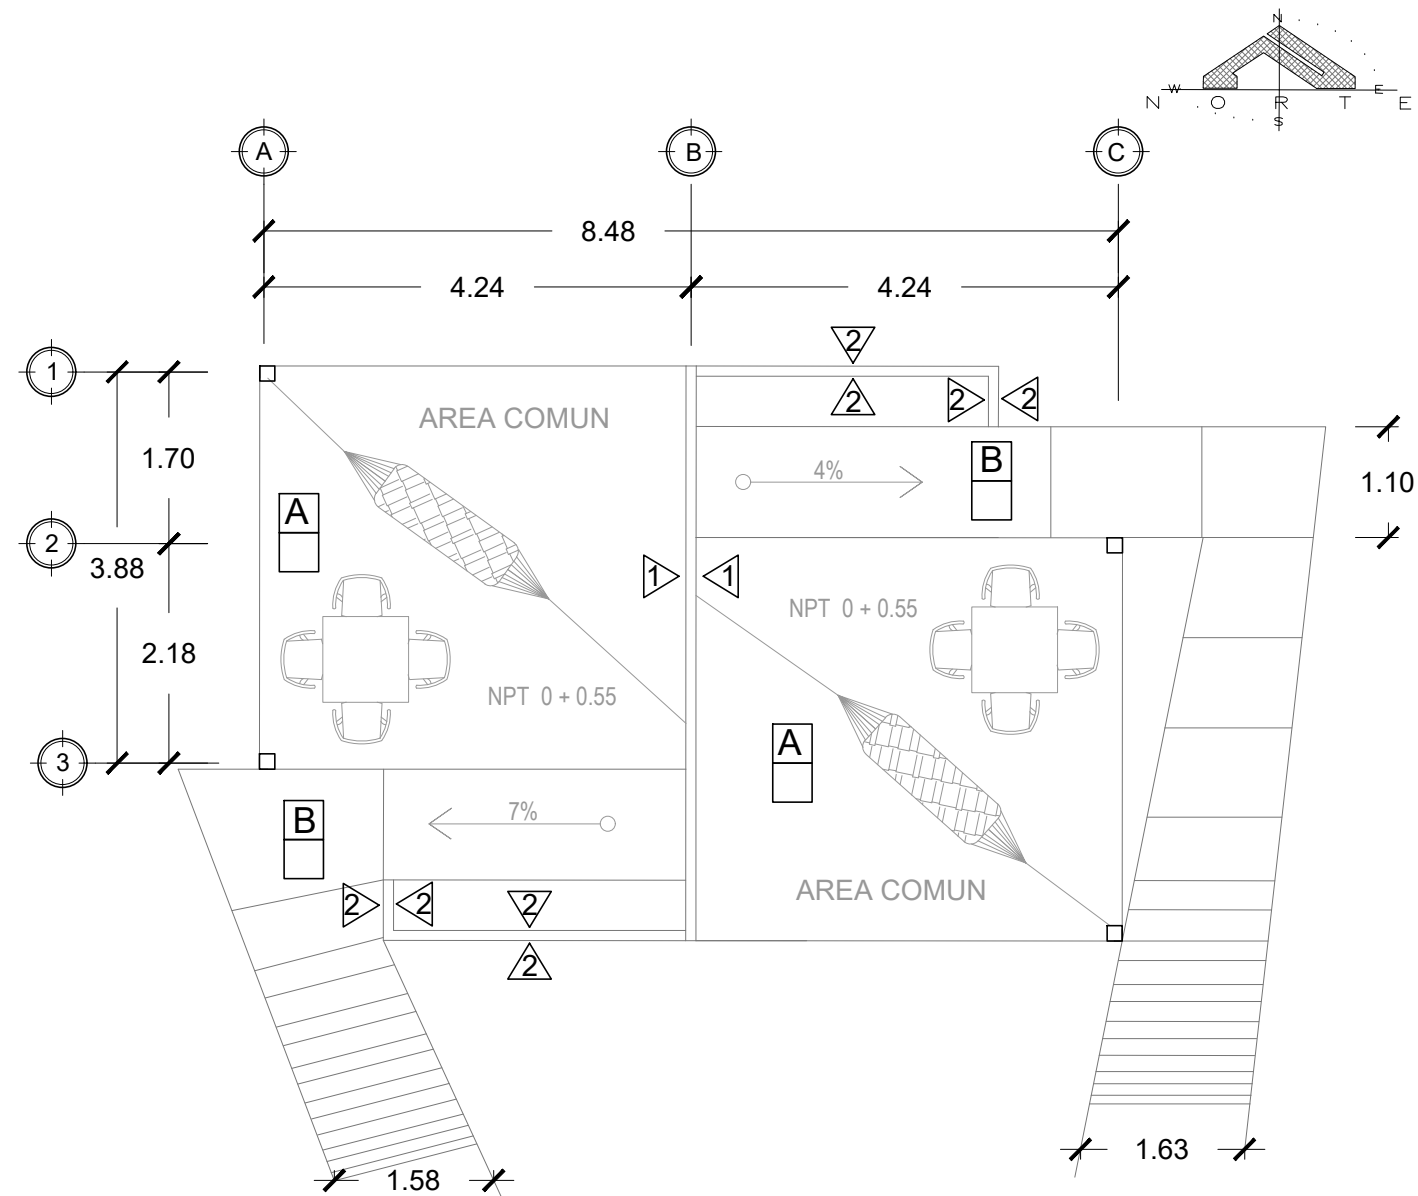 N
W E
N O R T E
S
A B C
8.48
4.24 4.24
2
1
2 2 2
AREA COMUN
1.70
B
4%
1.10
A
2
3.88
1 1
NPT 0 + 0.55
2.18
NPT 0 + 0.55
A
3
B
7%
AREA COMUN
2 2 2
2
1.63
1.58